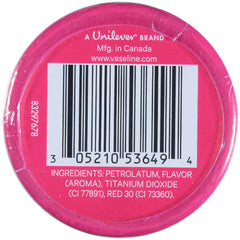 A Unilever BRAND
Mfg. in Canada
www.vaseline.com
83297678
3 05210 53649 4
INGREDIENTS: PETROLATUM, FLAVOR
(AROMA), TITANIUM DIOXIDE
(CI 77891), RED 30 (CI 73360).